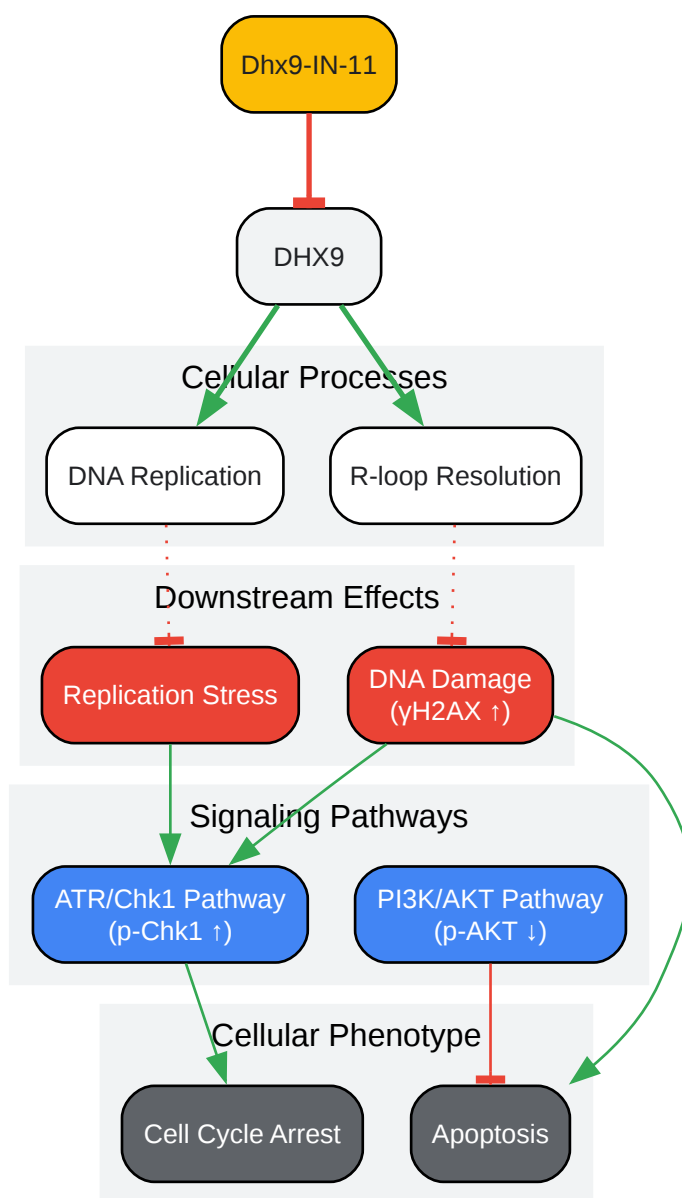 Dhx9-IN-11
DHX9
Cellular Processes
DNA Replication
R-loop Resolution
Downstream Effects
Replication Stress
DNA Damage
(γH2AX ↑)
Signaling Pathways
ATR/Chk1 Pathway
(p-Chk1 ↑)
PI3K/AKT Pathway
(p-AKT ↓)
Cellular Phenotype
Cell Cycle Arrest
Apoptosis